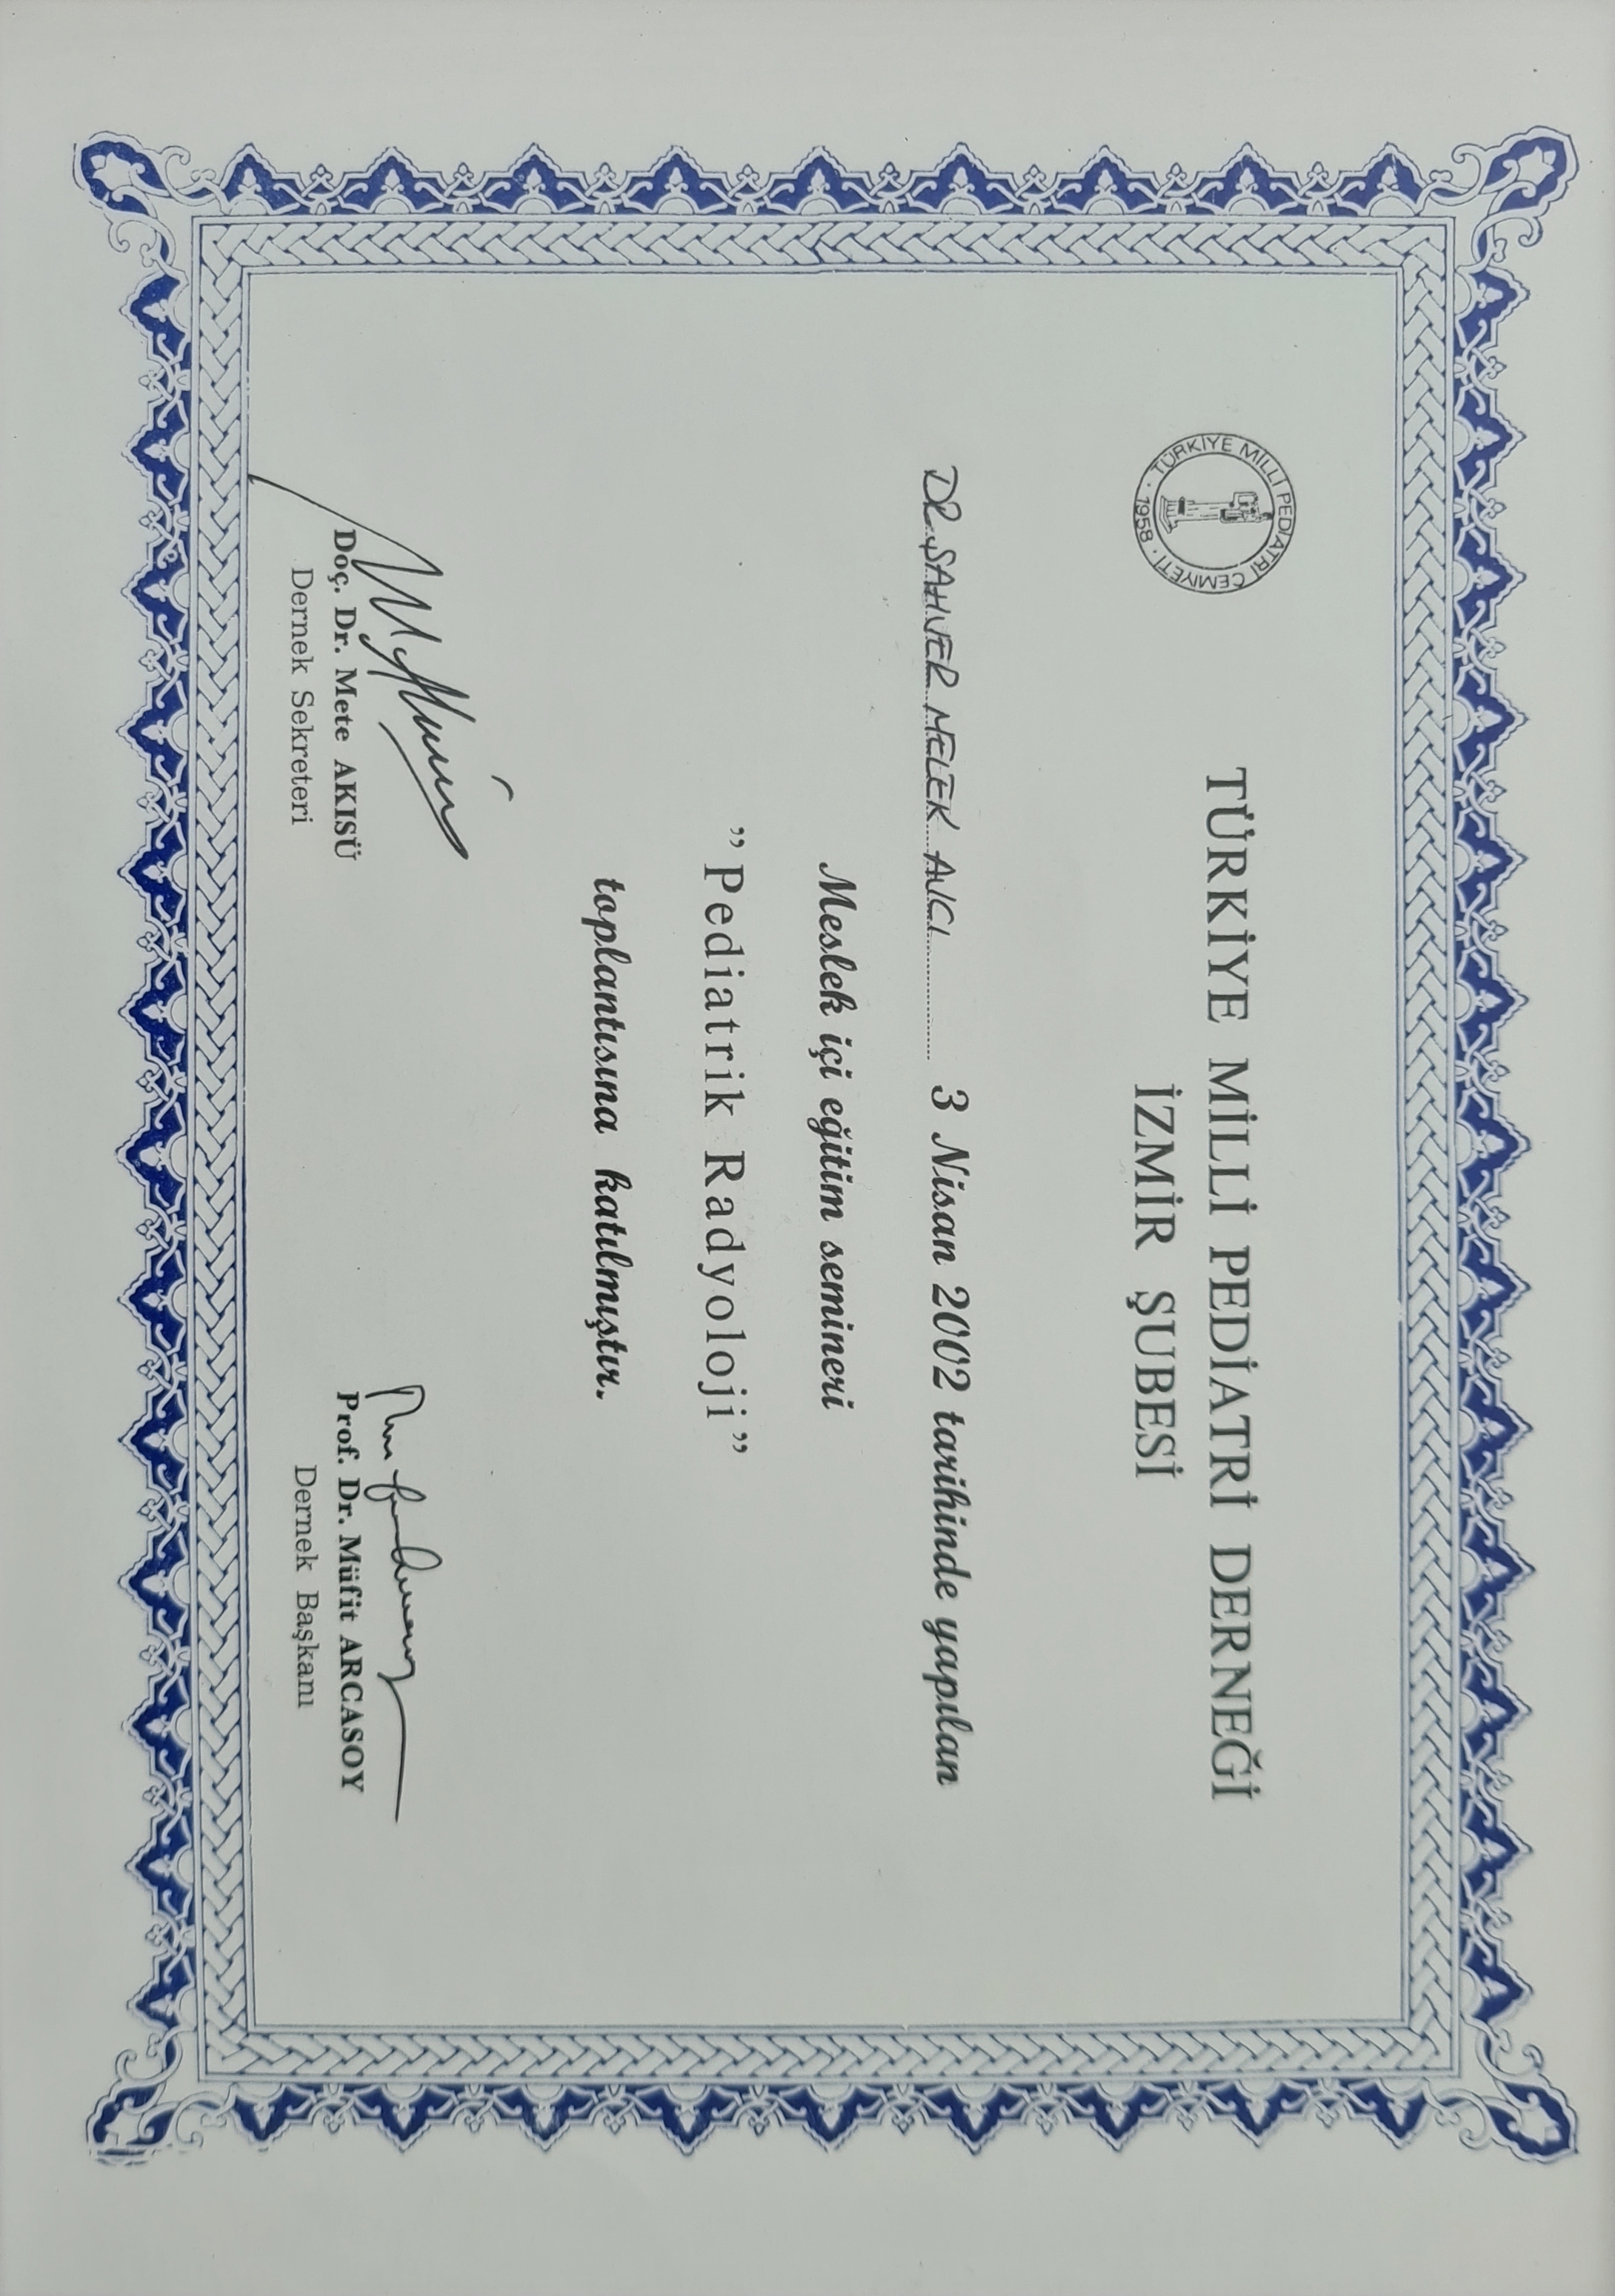 TÜRKİYE MİLLİ PEDİATRİ CEMİYETİ · 1958 ·
TÜRKİYE MİLLİ PEDİATRİ DERNEĞİ
İZMİR ŞUBESİ
DR. ŞAHVER MELEK AVCI 3 Nisan 2002 tarihinde yapılan
Meslek içi eğitim semineri
"Pediatrik Radyoloji"
toplantısına katılmıştır.
Doç. Dr. Mete AKISÜ
Dernek Sekreteri
Prof. Dr. Müfit ARCASOY
Dernek Başkanı